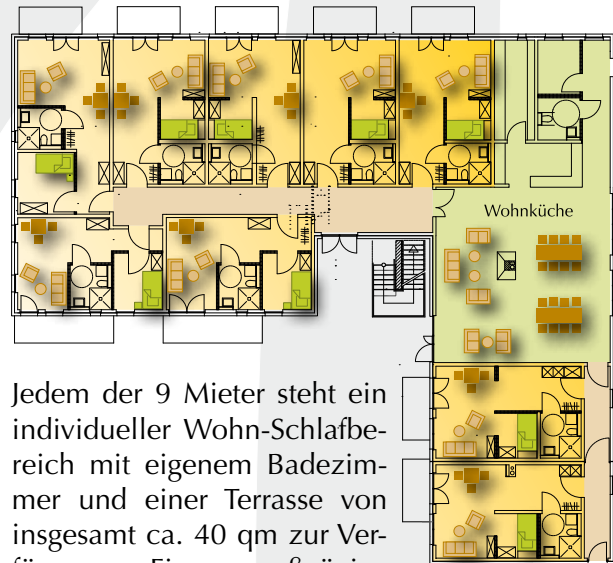 Wohnküche
Jedem der 9 Mieter steht ein
individueller Wohn-Schlafbe-
reich mit eigenem Badezim-
mer und einer Terrasse von
insgesamt ca. 40 qm zur Ver-